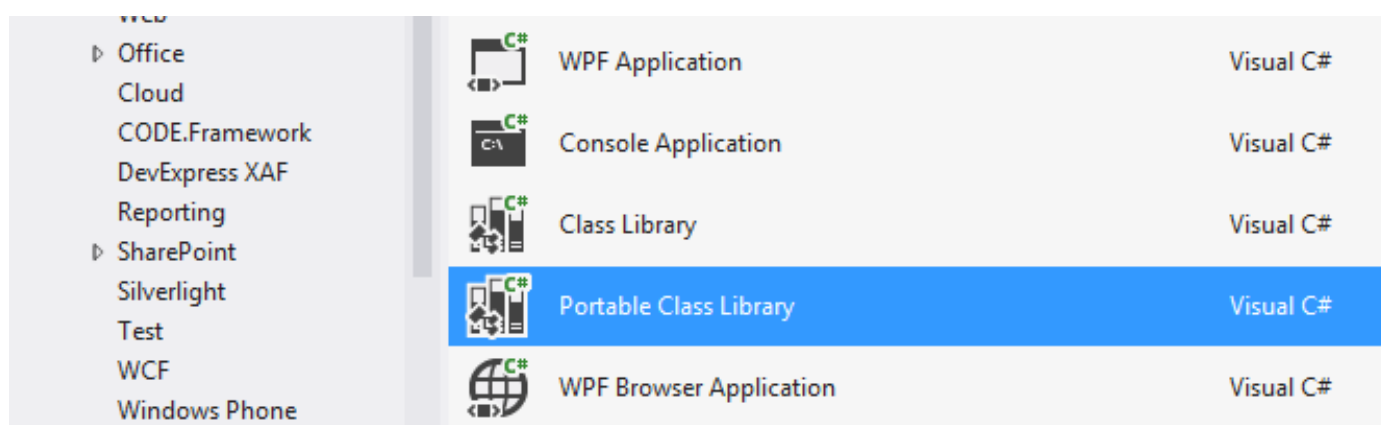 Web
Office
Cloud
CODE.Framework
DevExpress XAF
Reporting
SharePoint
Silverlight
Test
WCF
Windows Phone
C# WPF Application Visual C#
C# C:\ Console Application Visual C#
C# Class Library Visual C#
C# Portable Class Library Visual C#
C# WPF Browser Application Visual C#